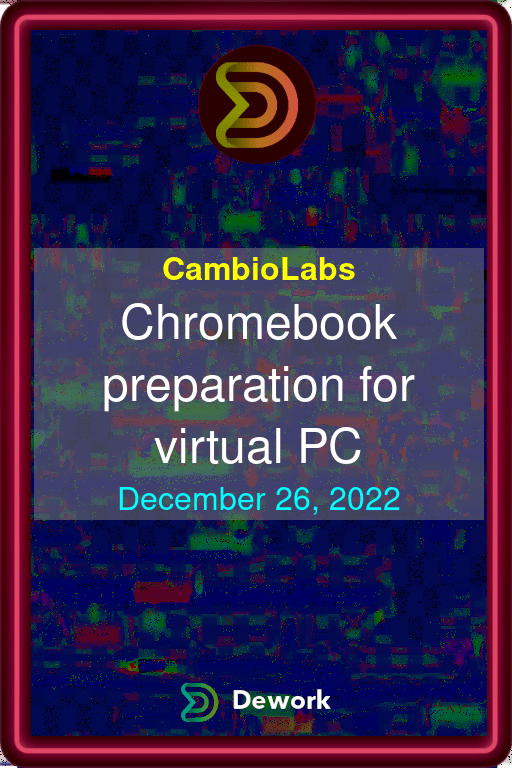 CambioLabs
Chromebook
preparation for
virtual PC
December 26, 2022
Dework